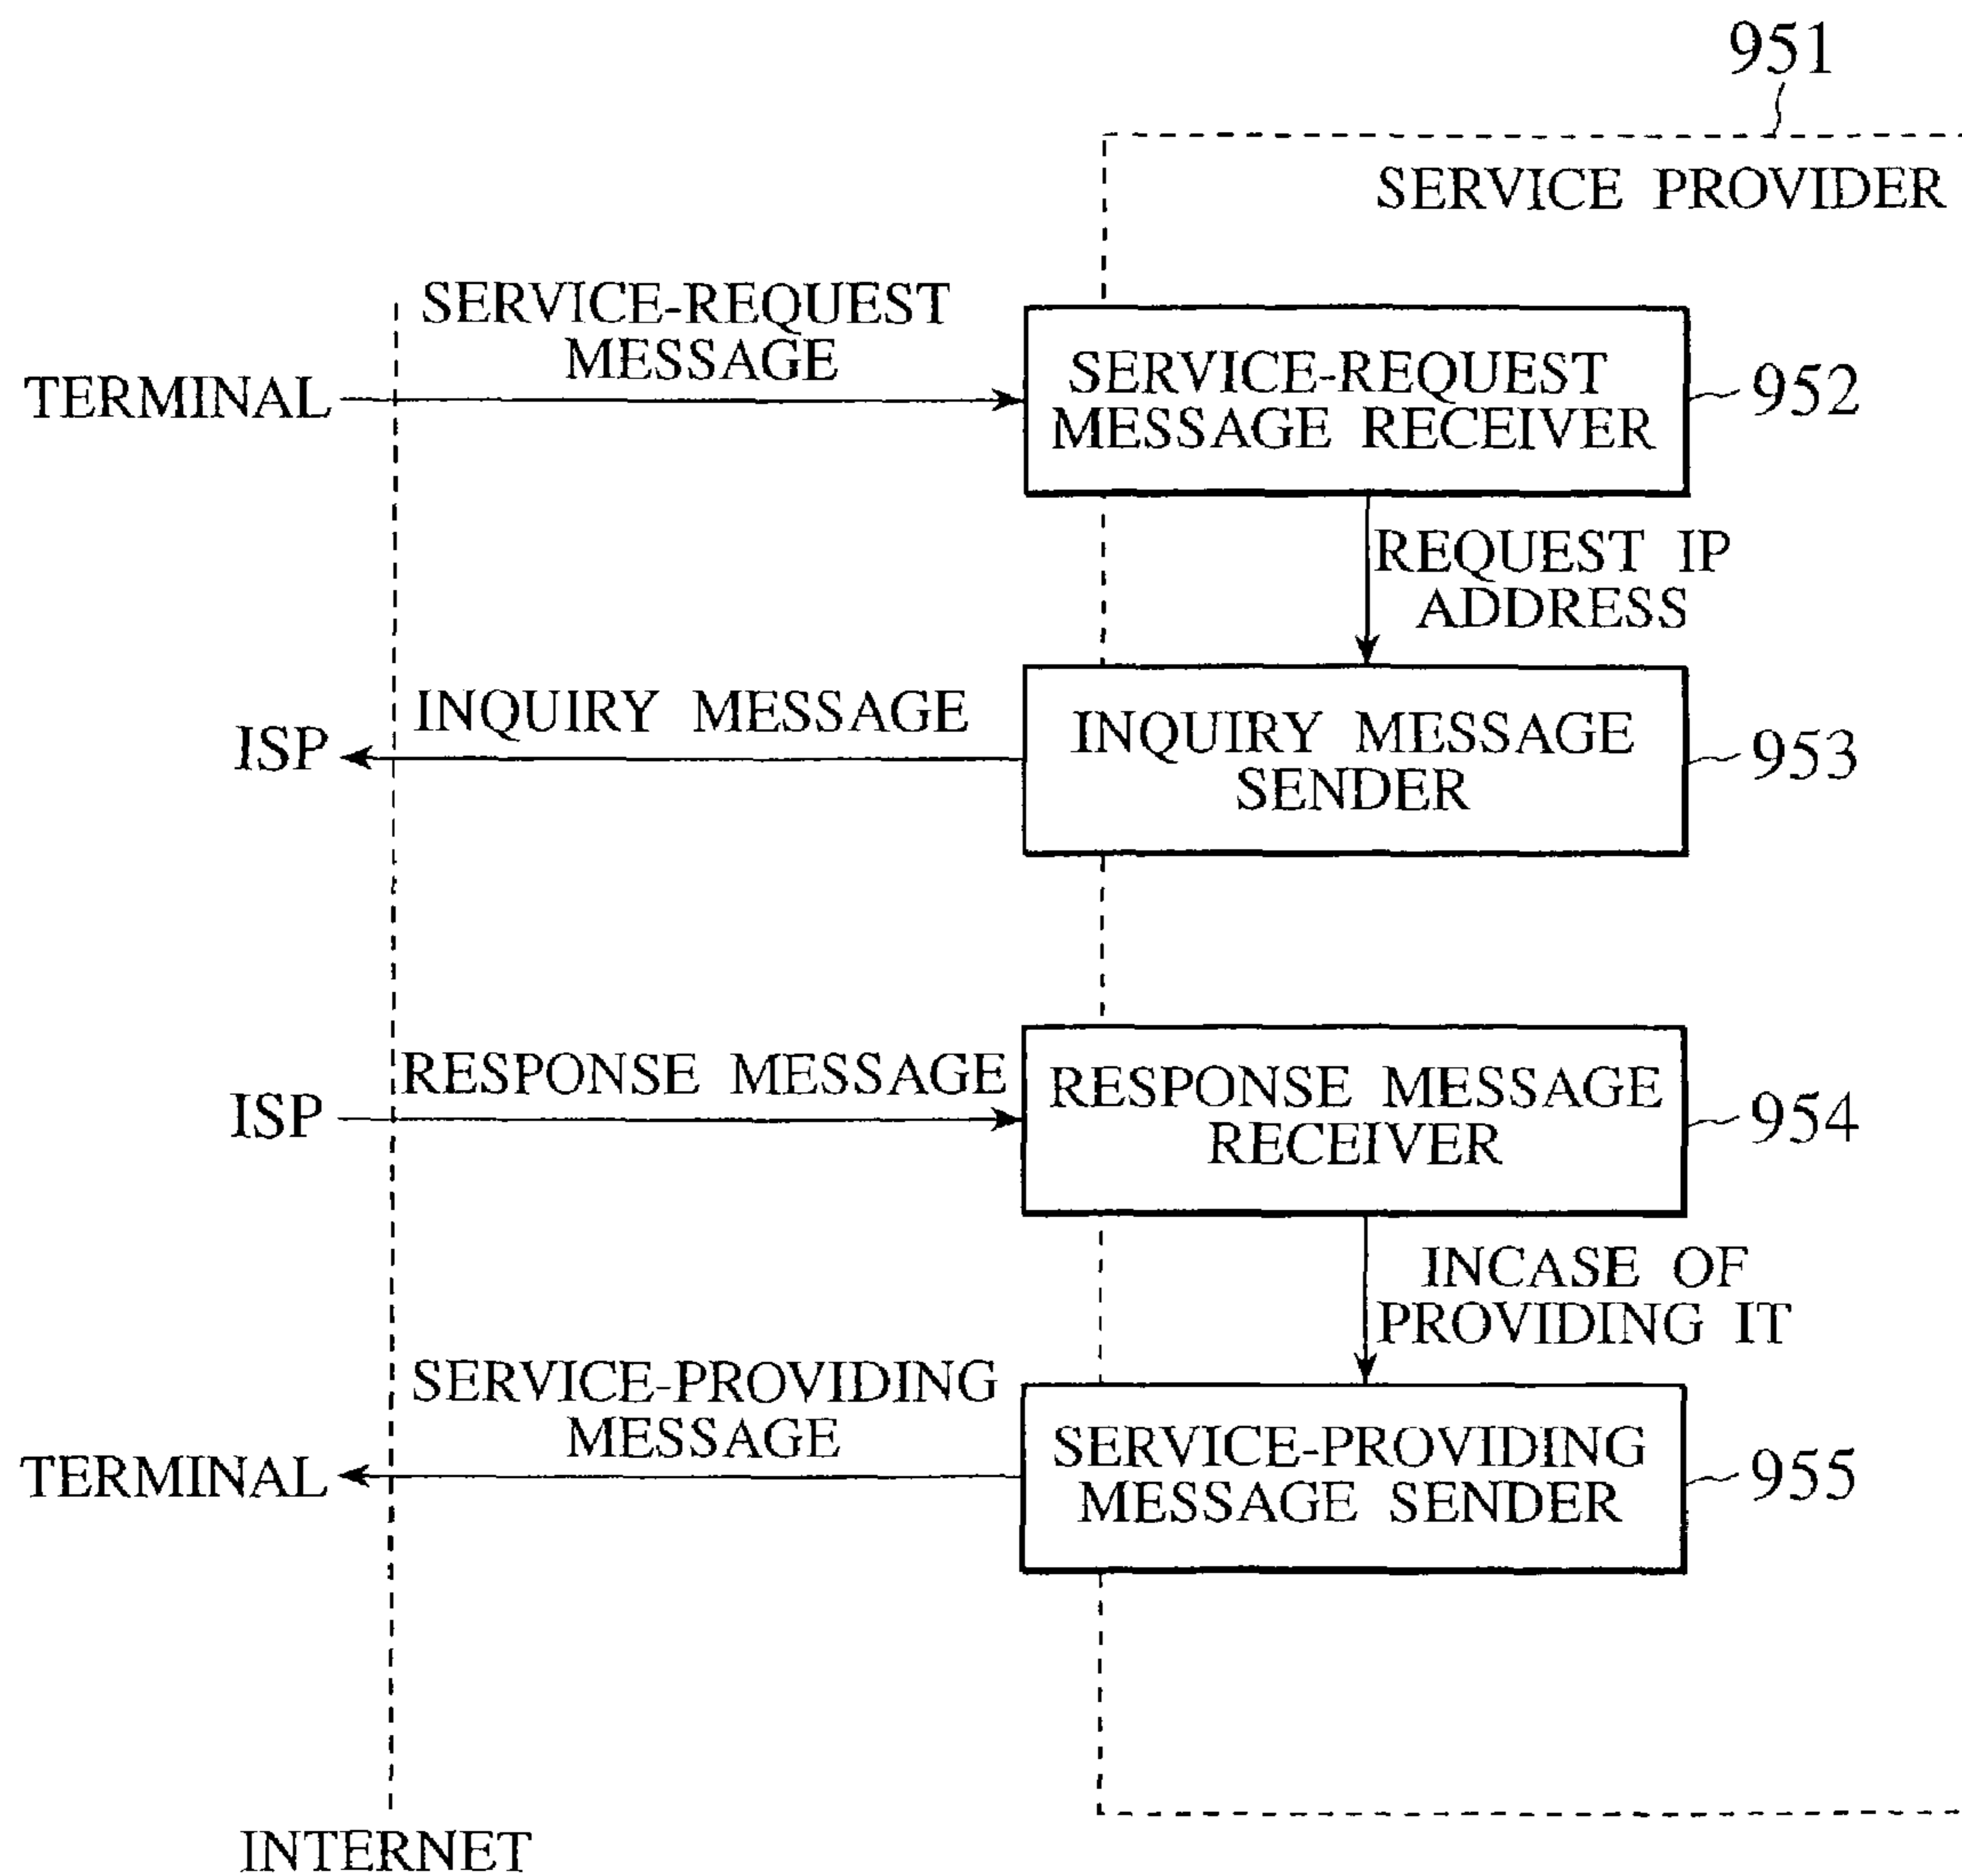 951
SERVICE PROVIDER
SERVICE-REQUEST
MESSAGE
TERMINAL
SERVICE-REQUEST
MESSAGE RECEIVER
952
REQUEST IP
ADDRESS
ISP
INQUIRY MESSAGE
INQUIRY MESSAGE
SENDER
953
ISP
RESPONSE MESSAGE
RESPONSE MESSAGE
RECEIVER
954
INCASE OF
PROVIDING IT
SERVICE-PROVIDING
MESSAGE
TERMINAL
SERVICE-PROVIDING
MESSAGE SENDER
955
INTERNET